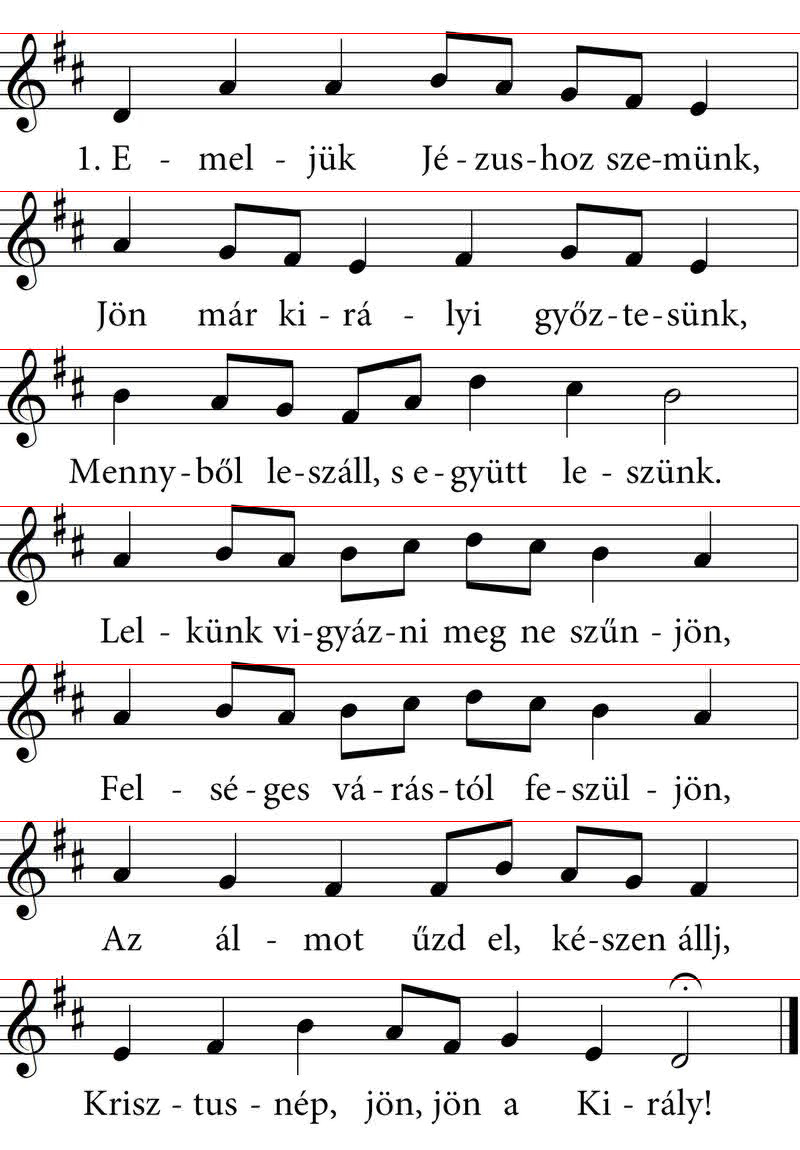 1. E - mel - jük Jé - zus - hoz sze - münk,
Jön már ki - rá - lyi győz - te - sünk,
Menny - ből le - száll, s e - gyütt le - szünk.
Lel - künk vi - gyáz - ni meg ne szűn - jön,
Fel - sé - ges vá - rás - tól fe - szül - jön,
Az ál - mot űzd el, ké - szen állj,
Krisz - tus - nép, jön, jön a Ki - rály!